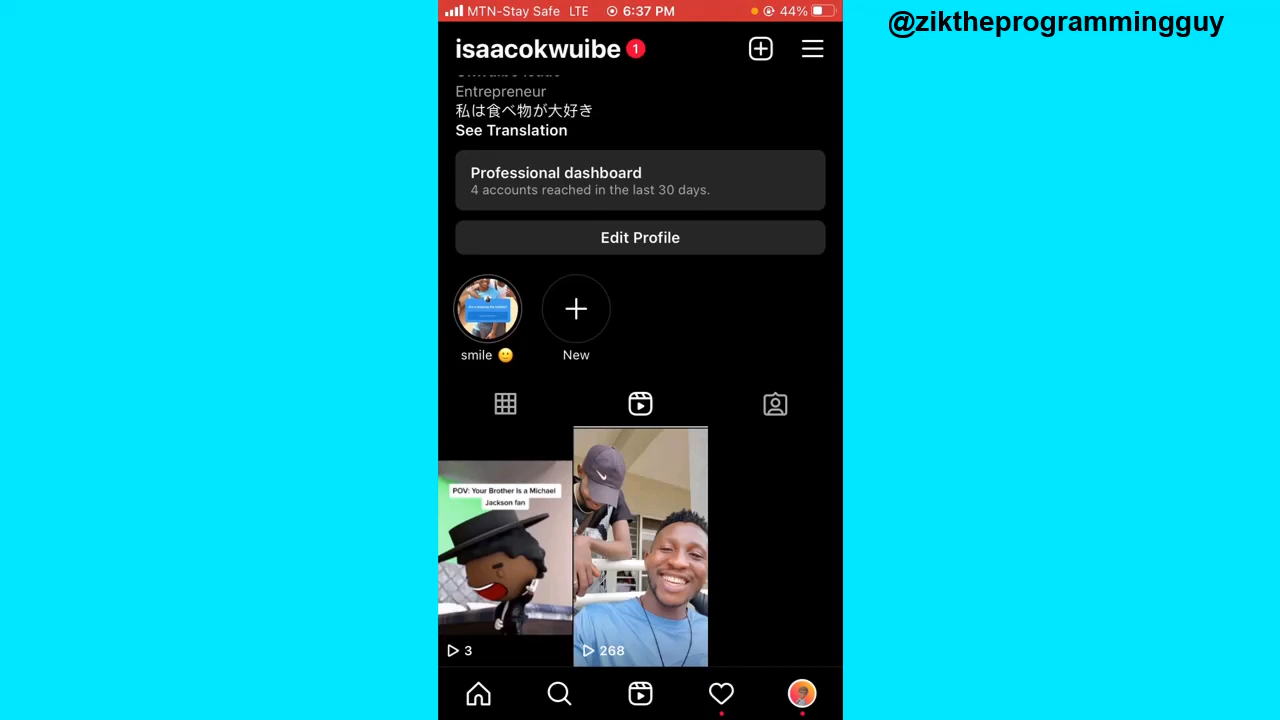 @ziktheprogrammingguy
MTN-Stay Safe LTE 6:37 PM 44%
isaacokwuibe 1
Entrepreneur
私は食べ物が大好き
See Translation
Professional dashboard
4 accounts reached in the last 30 days.
Edit Profile
smile 🙂 New
POV: Your Brother Is a Michael
Jackson fan
3 268